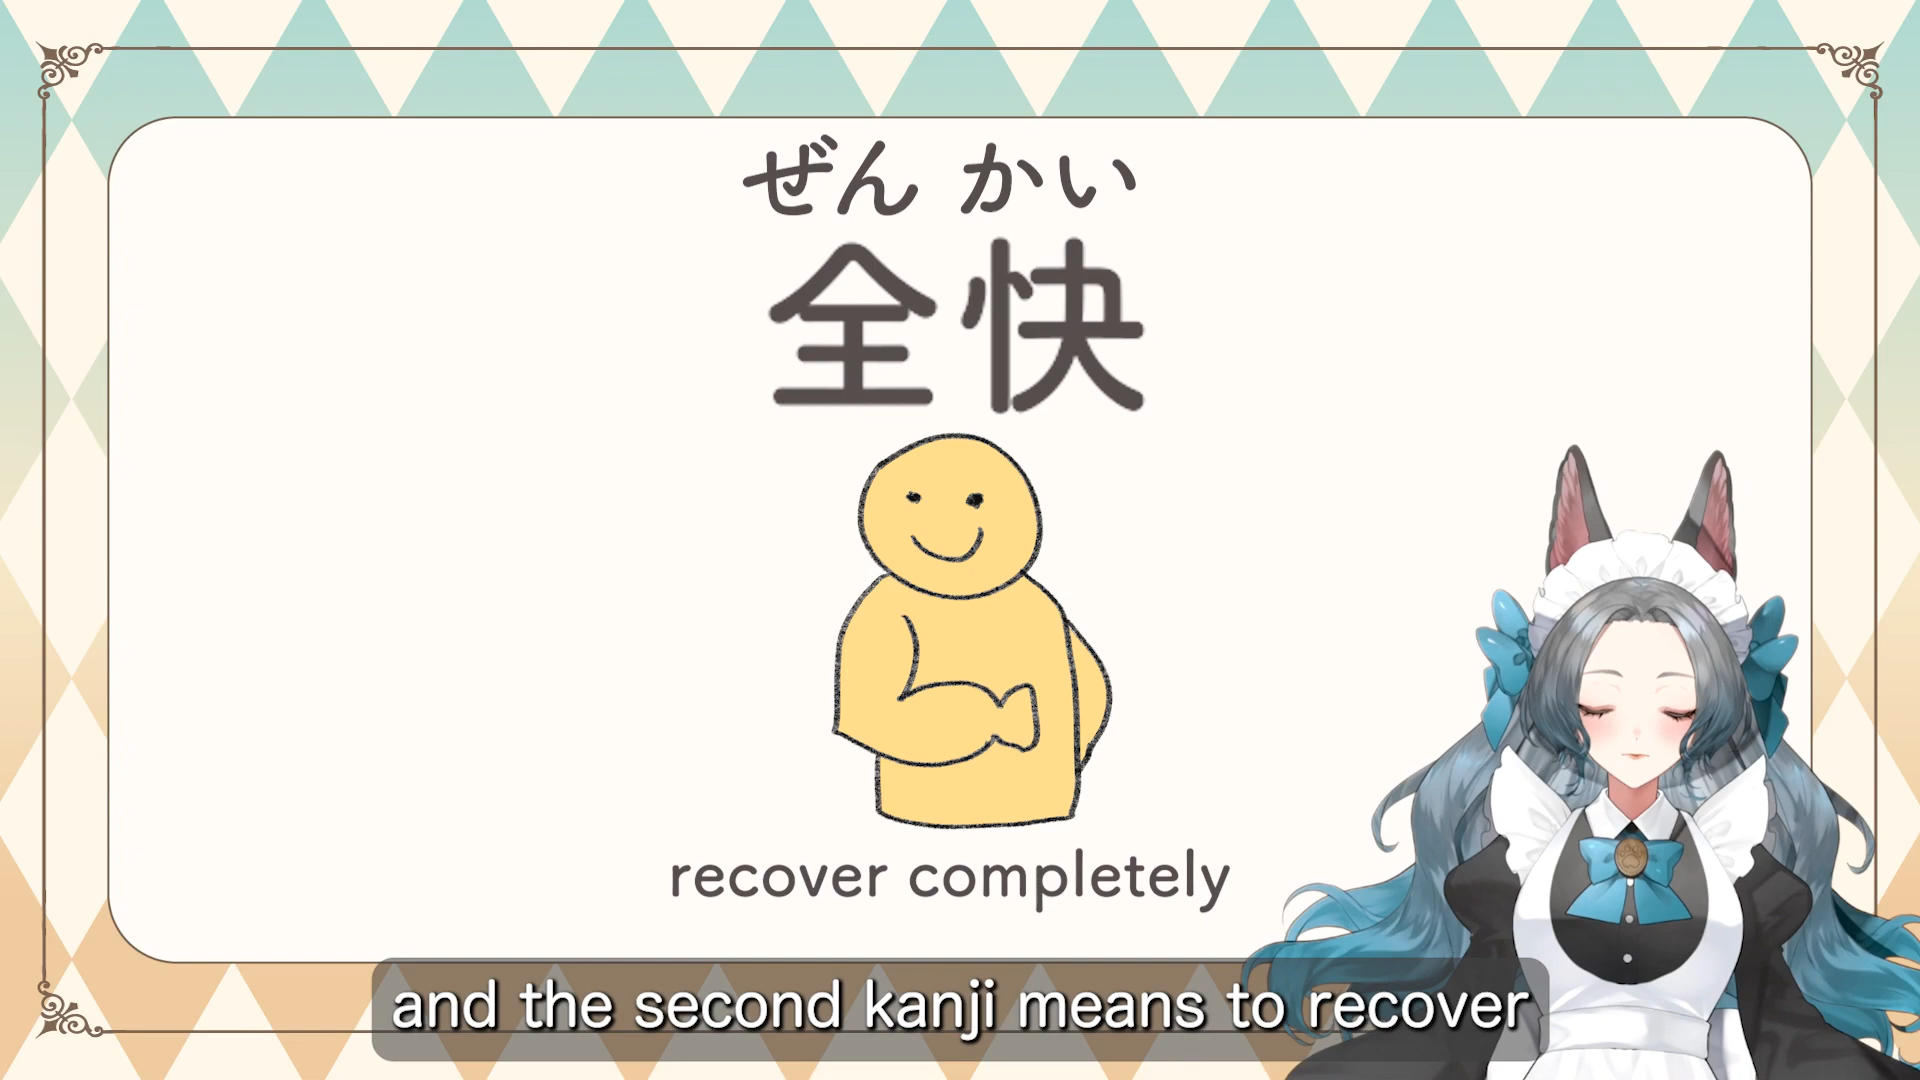 ぜん かい
全快
recover completely
and the second kanji means to recover